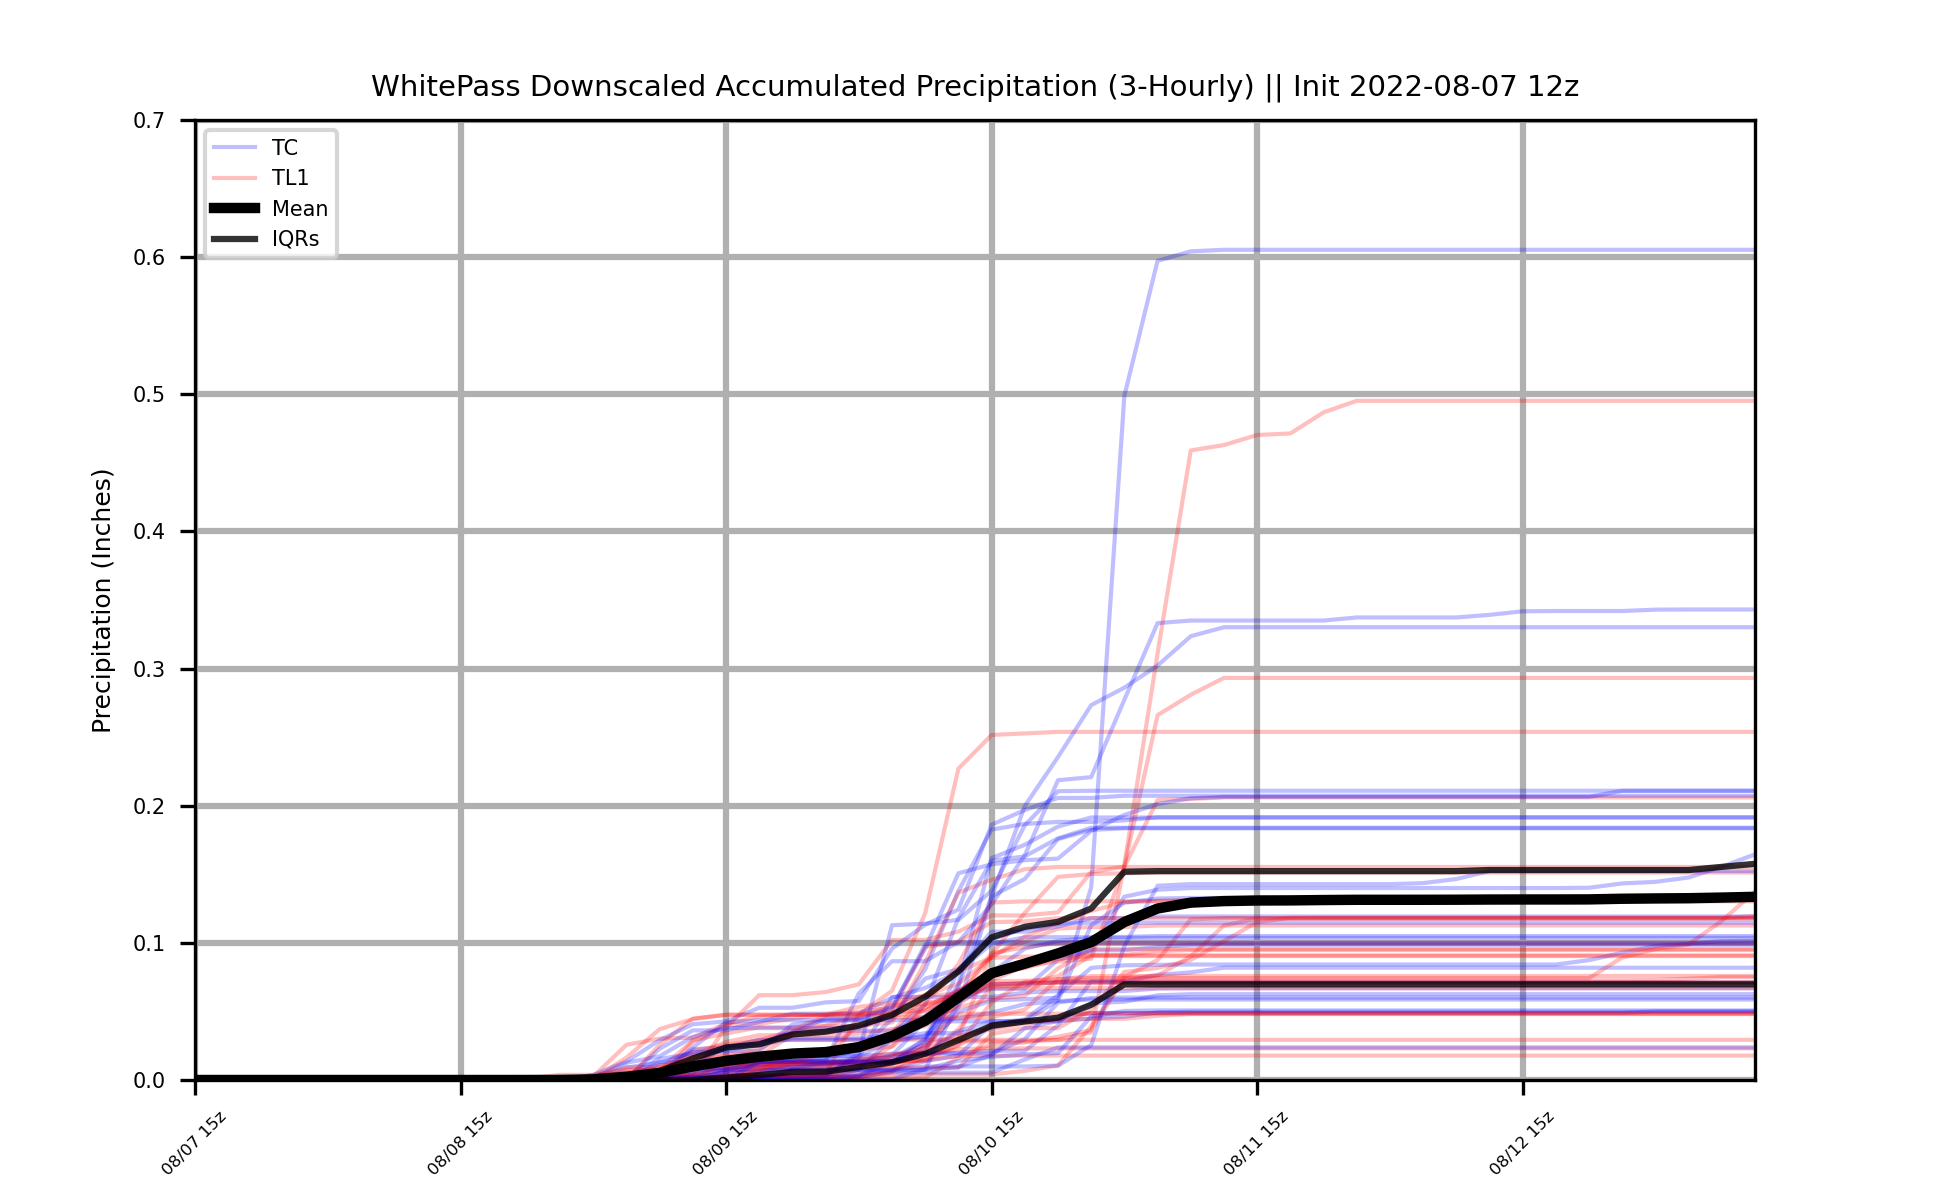 WhitePass Downscaled Accumulated Precipitation (3-Hourly) || Init 2022-08-07 12z
TC
TL1
Mean
IQRs
Precipitation (Inches)
0.7
0.6
0.5
0.4
0.3
0.2
0.1
0.0
08/07 15z
08/08 15z
08/09 15z
08/10 15z
08/11 15z
08/12 15z